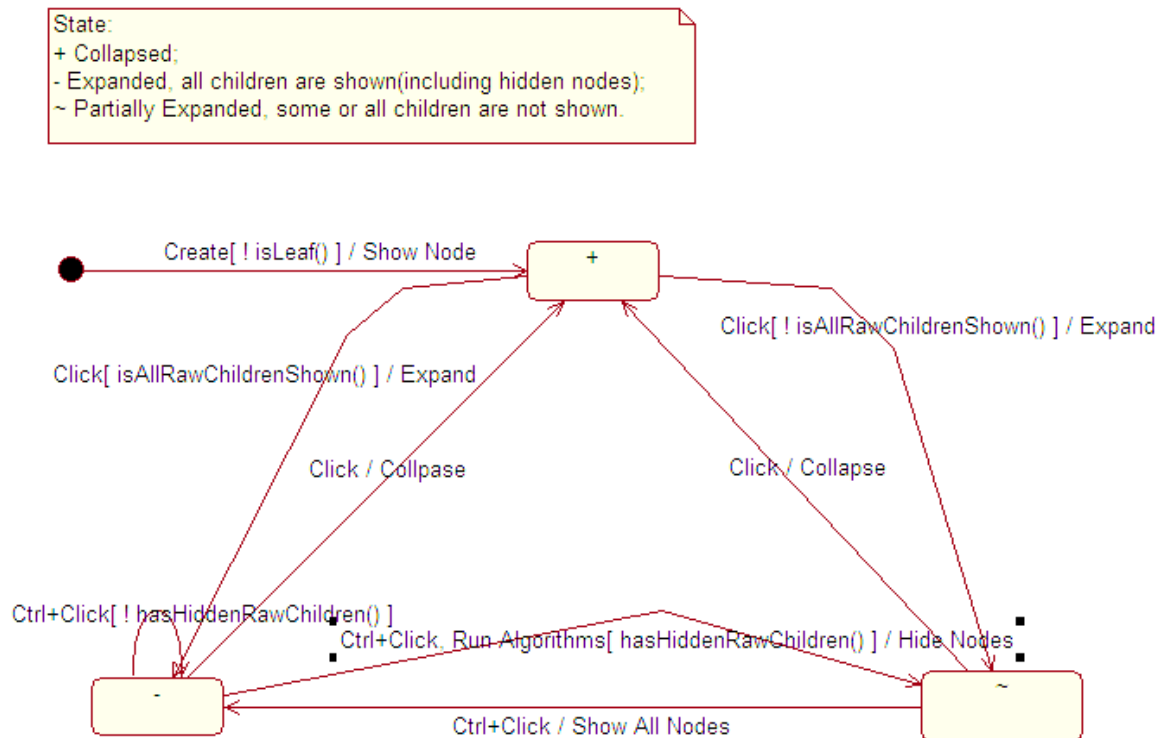 State:
+ Collapsed;
- Expanded, all children are shown(including hidden nodes);
~ Partially Expanded, some or all children are not shown.
Create[ ! isLeaf() ] / Show Node
+
Click[ ! isAllRawChildrenShown() ] / Expand
Click[ isAllRawChildrenShown() ] / Expand
Click / Collpase
Click / Collapse
Ctrl+Click[ ! hasHiddenRawChildren() ]
Ctrl+Click, Run Algorithms[ hasHiddenRawChildren() ] / Hide Nodes
-
~
Ctrl+Click / Show All Nodes